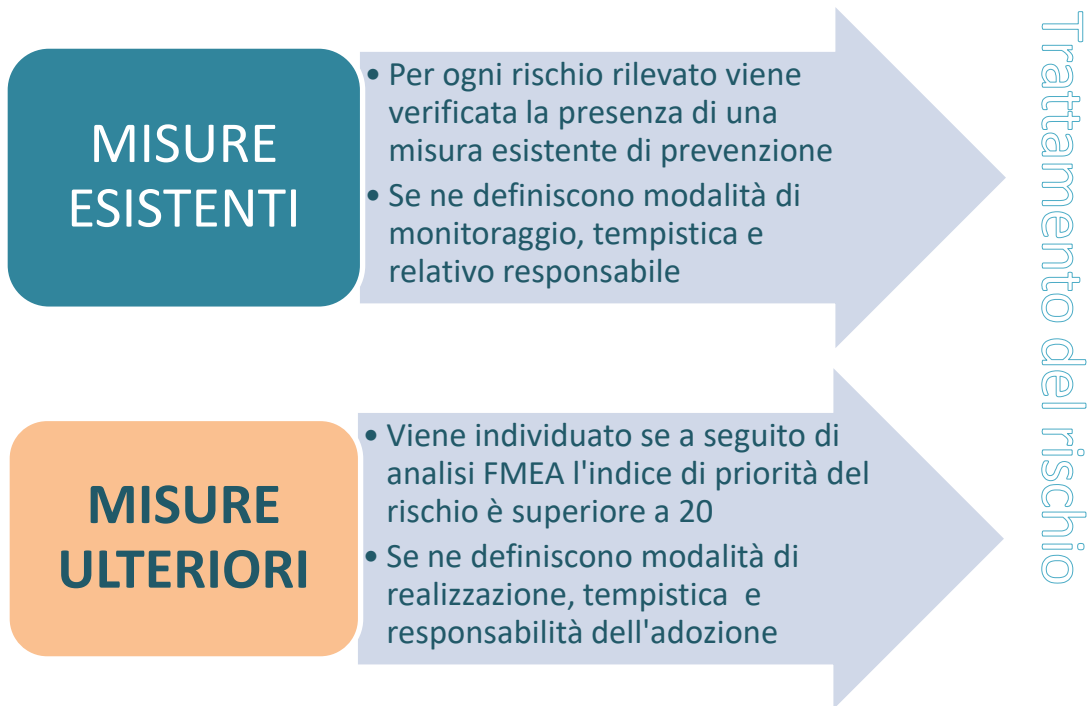 MISURE
ESISTENTI
• Per ogni rischio rilevato viene
verificata la presenza di una
misura esistente di prevenzione
• Se ne definiscono modalità di
monitoraggio, tempistica e
relativo responsabile
MISURE
ULTERIORI
• Viene individuato se a seguito di
analisi FMEA l'indice di priorità del
rischio è superiore a 20
• Se ne definiscono modalità di
realizzazione, tempistica e
responsabilità dell'adozione
Trattamento del rischio